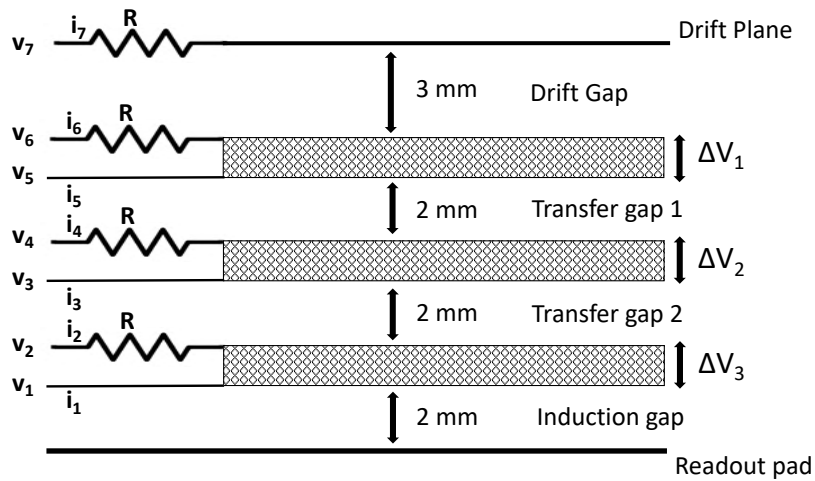 i₇ R
v₇
Drift Plane
3 mm
Drift Gap
i₆ R
v₆
v₅
i₅
ΔV₁
2 mm
Transfer gap 1
i₄ R
v₄
v₃
i₃
ΔV₂
2 mm
Transfer gap 2
i₂ R
v₂
v₁
i₁
ΔV₃
2 mm
Induction gap
Readout pad